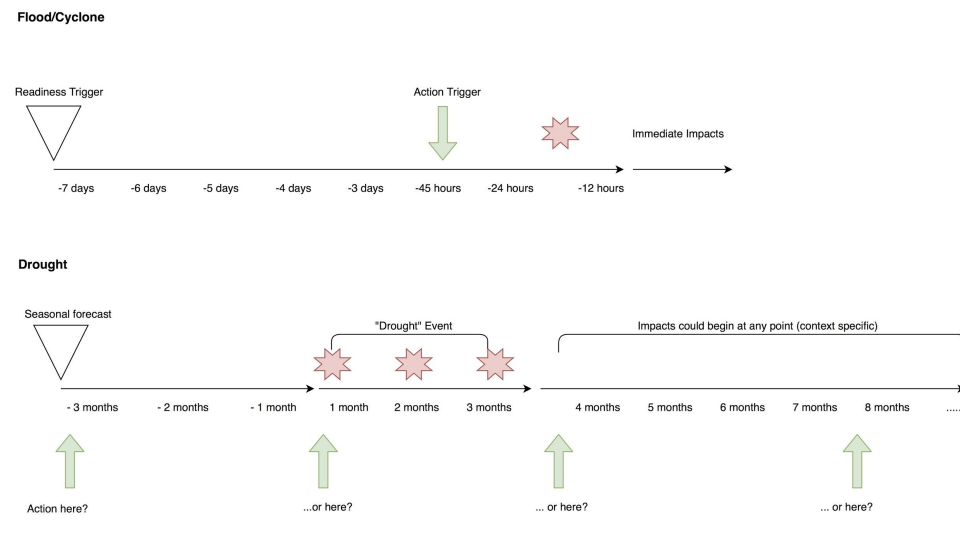 Flood/Cyclone
Readiness Trigger
Action Trigger
Immediate Impacts
-7 days
-6 days
-5 days
-4 days
-3 days
-45 hours
-24 hours
-12 hours
Drought
Seasonal forecast
"Drought" Event
Impacts could begin at any point (context specific)
- 3 months
- 2 months
- 1 month
1 month
2 months
3 months
4 months
5 months
6 months
7 months
8 months
.....
Action here?
...or here?
... or here?
... or here?